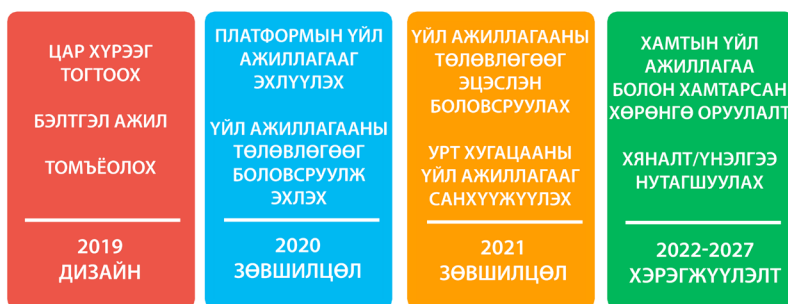 ЦАР ХҮРЭЭГ
ТОГТООХ
БЭЛТГЭЛ АЖИЛ
ТОМЪЁОЛОХ
2019
ДИЗАЙН
ПЛАТФОРМЫН ҮЙЛ
АЖИЛЛАГААГ
ЭХЛҮҮЛЭХ
ҮЙЛ АЖИЛЛАГААНЫ
ТӨЛӨВЛӨГӨӨГ
БОЛОВСРУУЛЖ
ЭХЛЭХ
2020
ЗӨВШИЛЦӨЛ
ҮЙЛ АЖИЛЛАГААНЫ
ТӨЛӨВЛӨГӨӨГ
ЭЦЭСЛЭН
БОЛОВСРУУЛАХ
УРТ ХУГАЦААНЫ
ҮЙЛ АЖИЛЛАГААГ
САНХҮҮЖҮҮЛЭХ
2021
ЗӨВШИЛЦӨЛ
ХАМТЫН ҮЙЛ
АЖИЛЛАГАА
БОЛОН ХАМТАРСАН
ХӨРӨНГӨ ОРУУЛАЛТ
ХЯНАЛТ/ҮНЭЛГЭЭ
НУТАГШУУЛАХ
2022-2027
ХЭРЭГЖҮҮЛЭЛТ